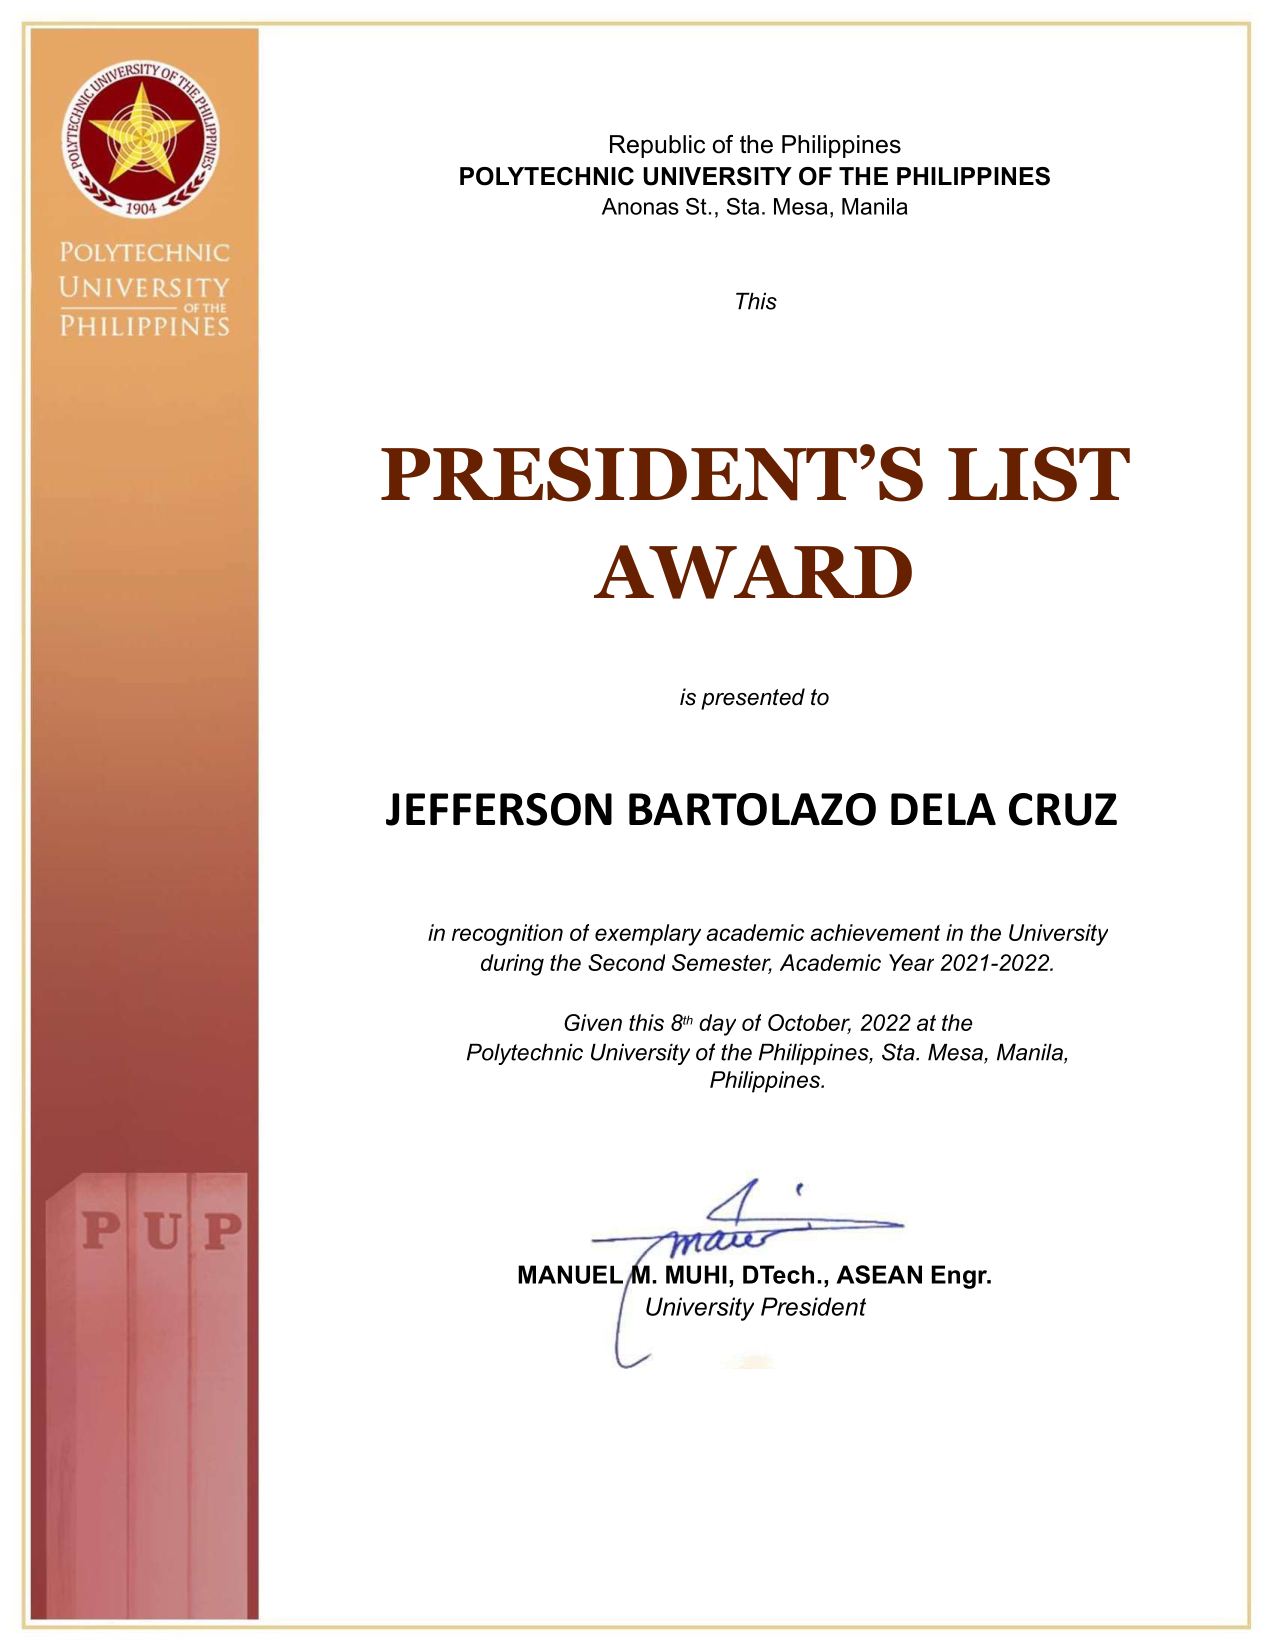 POLYTECHNIC UNIVERSITY OF THE PHILIPPINES
1904
POLYTECHNIC
UNIVERSITY
OF THE
PHILIPPINES
Republic of the Philippines
POLYTECHNIC UNIVERSITY OF THE PHILIPPINES
Anonas St., Sta. Mesa, Manila
This
PRESIDENT’S LIST
AWARD
is presented to
JEFFERSON BARTOLAZO DELA CRUZ
in recognition of exemplary academic achievement in the University
during the Second Semester, Academic Year 2021-2022.
Given this 8th day of October, 2022 at the
Polytechnic University of the Philippines, Sta. Mesa, Manila,
Philippines.
PUP
MANUEL M. MUHI, DTech., ASEAN Engr.
University President